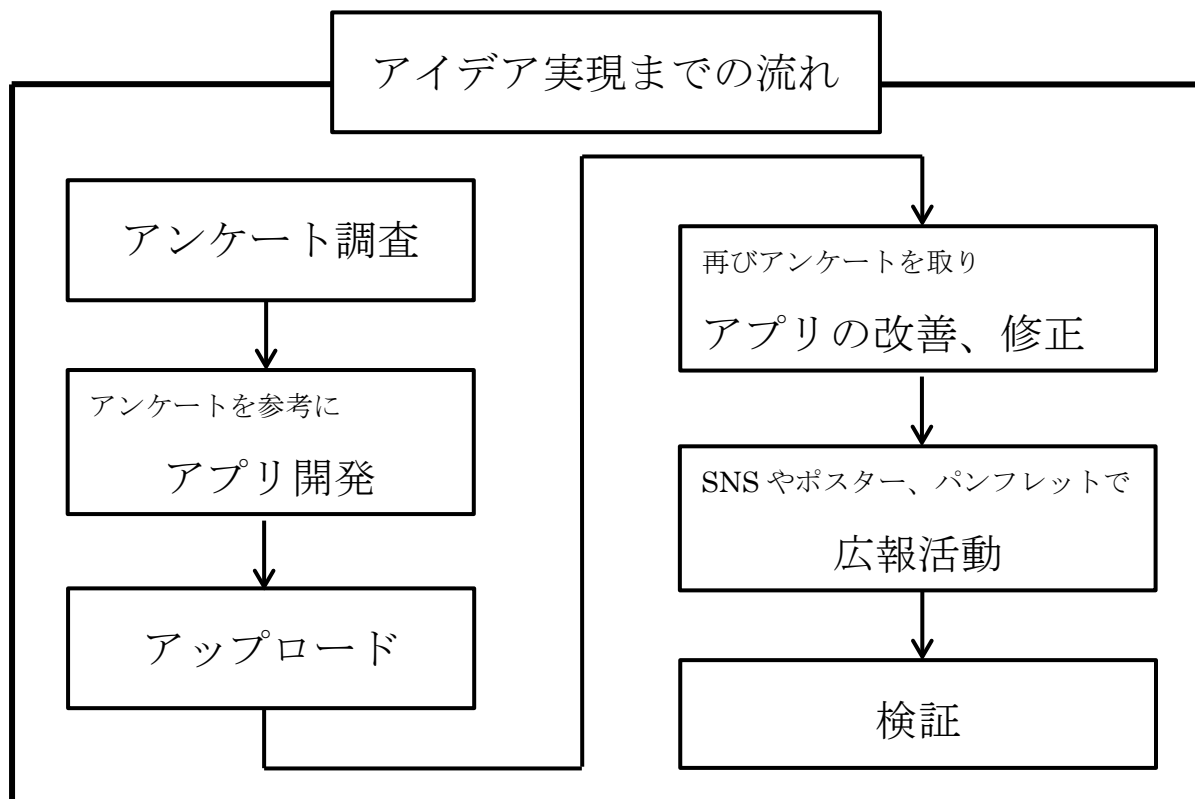 アイデア実現までの流れ
アンケート調査
アンケートを参考に
アプリ開発
アップロード
再びアンケートを取り
アプリの改善、修正
SNS やポスター、パンフレットで
広報活動
検証